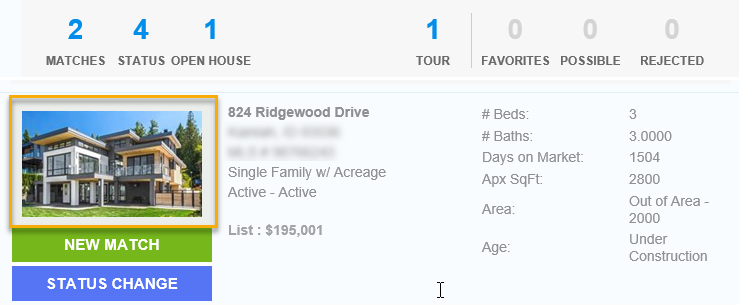 2 4 1 1 0 0 0
MATCHES STATUS OPEN HOUSE TOUR FAVORITES POSSIBLE REJECTED
824 Ridgewood Drive
Single Family w/ Acreage
Active - Active
List : $195,001
NEW MATCH
STATUS CHANGE
# Beds: 3
# Baths: 3.0000
Days on Market: 1504
Apx SqFt: 2800
Area: Out of Area -
2000
Age: Under
Construction